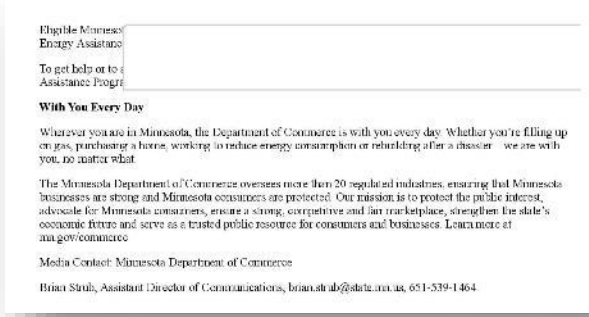 Eligible Minneso
Energy Assistanc
To get help or to a
Assistance Progra
With You Every Day
Wherever you are in Minnesota, the Department of Commerce is with you every day. Whether you're filling up
on gas, purchasing a home, working to reduce energy consumption or rebuilding after a disaster – we are with
you, no matter what.
The Minnesota Department of Commerce oversees more than 20 regulated industries, ensuring that Minnesota
businesses are strong and Minnesota consumers are protected. Our mission is to protect the public interest,
advocate for Minnesota consumers, ensure a strong, competitive and fair marketplace, strengthen the state's
economic future and serve as a trusted public resource for consumers and businesses. Learn more at
mn.gov/commerce
Media Contact: Minnesota Department of Commerce
Brian Strub, Assistant Director of Communications, brian.strub@state.mn.us, 651-539-1464